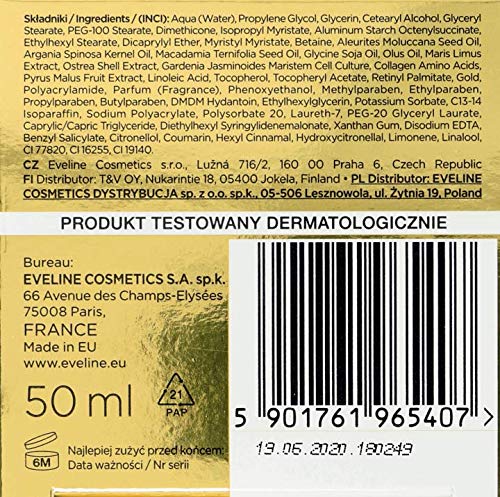 Składniki / Ingredients / (INCI): Aqua (Water), Propylene Glycol, Glycerin, Cetearyl Alcohol, Glyceryl
Stearate, PEG-100 Stearate, Dimethicone, Isopropyl Myristate, Aluminum Starch Octenylsuccinate,
Ethylhexyl Stearate, Dicaprylyl Ether, Myristyl Myristate, Betaine, Aleurites Moluccana Seed Oil,
Argania Spinosa Kernel Oil, Macadamia Ternifolia Seed Oil, Glycine Soja Oil, Olus Oil, Maris Limus
Extract, Ostrea Shell Extract, Gardenia Jasminoides Maristem Cell Culture, Collagen Amino Acids,
Pyrus Malus Fruit Extract, Linoleic Acid, Tocopherol, Tocopheryl Acetate, Retinyl Palmitate, Gold,
Polyacrylamide, Parfum (Fragrance), Phenoxyethanol, Methylparaben, Ethylparaben,
Propylparaben, Butylparaben, DMDM Hydantoin, Ethylhexylglycerin, Potassium Sorbate, C13-14
Isoparaffin, Sodium Polyacrylate, Polysorbate 20, Laureth-7, PEG-20 Glyceryl Laurate,
Caprylic/Capric Triglyceride, Diethylhexyl Syringylidenemalonate, Xanthan Gum, Disodium EDTA,
Benzyl Salicylate, Citronellol, Coumarin, Hexyl Cinnamal, Hydroxycitronellal, Limonene, Linalool,
CI 77820, CI 16255, CI 19140.
CZ Eveline Cosmetics s.r.o., Lužná 716/2, 160 00 Praha 6, Czech Republic
FI Distributor: T&V OY, Nukarintie 18, 05400 Jokela, Finland • PL Distributor: EVELINE
COSMETICS DYSTRYBUCJA sp. z o.o. sp.k., 05-506 Lesznowola, ul. Żytnia 19, Poland
PRODUKT TESTOWANY DERMATOLOGICZNIE
Bureau:
EVELINE COSMETICS S.A. sp.k.
66 Avenue des Champs-Elysées
75008 Paris,
FRANCE
Made in EU
www.eveline.eu
50 ml
21
PAP
5 901761 965407 >
6M
Najlepiej zużyć przed końcem:
Data ważności / Nr serii
19.06.2020.180249